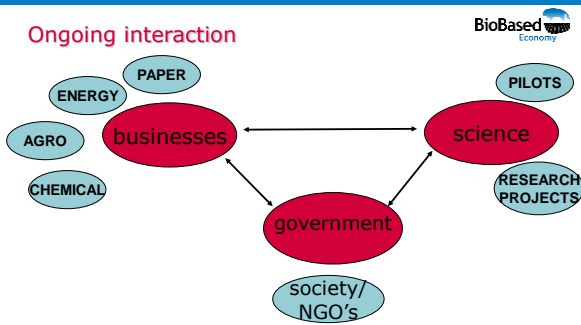 Ongoing interaction
BioBased
Economy
PAPER
ENERGY
PILOTS
AGRO
businesses
science
CHEMICAL
RESEARCH
PROJECTS
government
society/
NGO's